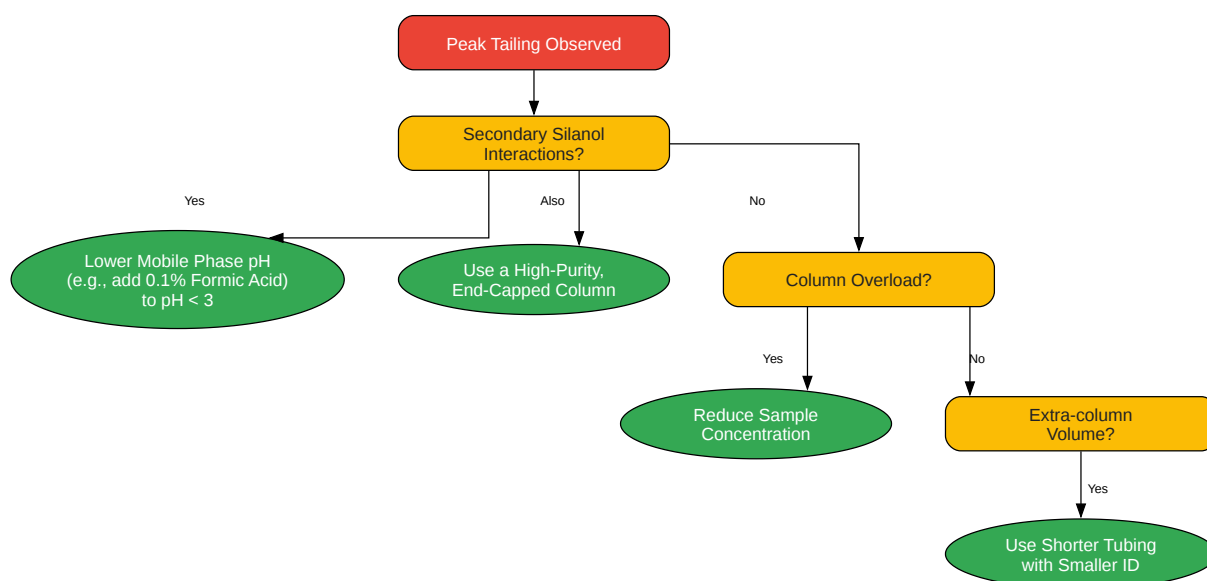 Peak Tailing Observed
Secondary Silanol
Interactions?
Yes
Also
No
Lower Mobile Phase pH
(e.g., add 0.1% Formic Acid)
to pH < 3
Use a High-Purity,
End-Capped Column
Column Overload?
Yes
No
Reduce Sample
Concentration
Extra-column
Volume?
Yes
Use Shorter Tubing
with Smaller ID